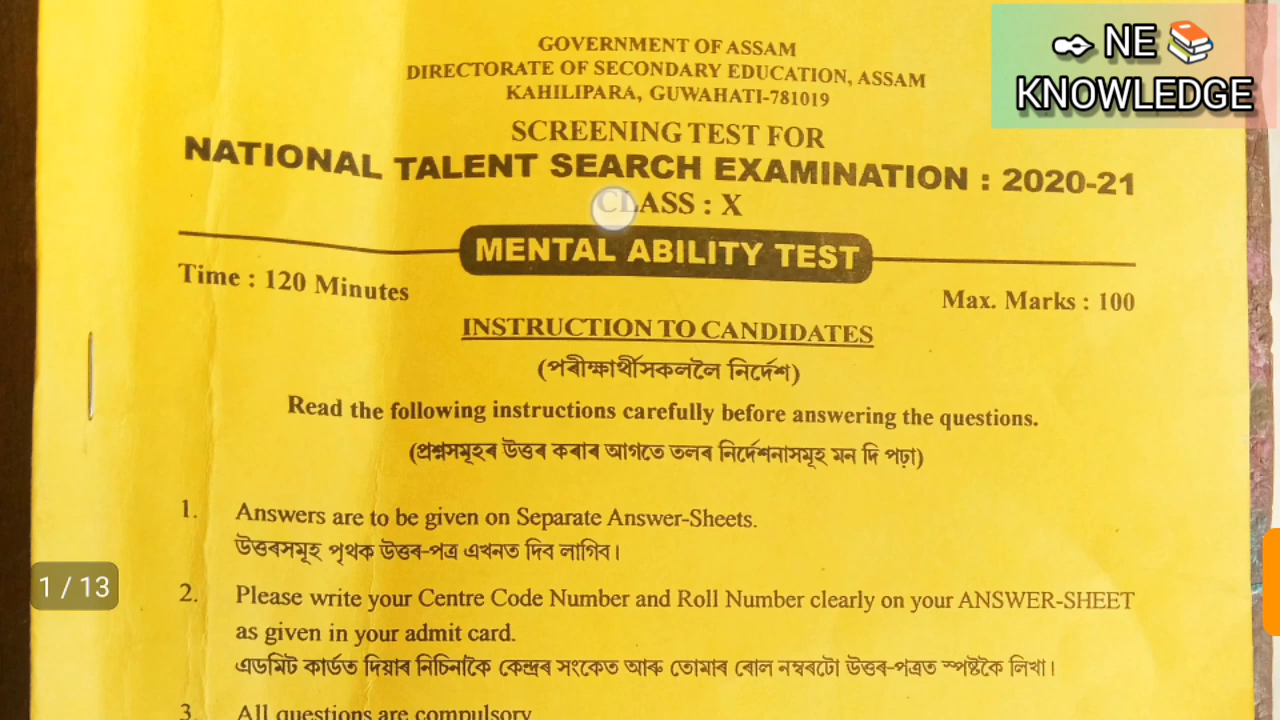 NE
KNOWLEDGE
GOVERNMENT OF ASSAM
DIRECTORATE OF SECONDARY EDUCATION, ASSAM
KAHILIPARA, GUWAHATI-781019
SCREENING TEST FOR
NATIONAL TALENT SEARCH EXAMINATION : 2020-21
CLASS : X
MENTAL ABILITY TEST
Time : 120 Minutes
Max. Marks : 100
INSTRUCTION TO CANDIDATES
(পৰীক্ষাৰ্থীসকললৈ নিৰ্দেশ)
Read the following instructions carefully before answering the questions.
(প্ৰশ্নসমূহৰ উত্তৰ কৰাৰ আগতে তলৰ নিৰ্দেশনাসমূহ মন দি পঢ়া)
1. Answers are to be given on Separate Answer-Sheets.
উত্তৰসমূহ পৃথক উত্তৰ-পত্ৰ এখনত দিব লাগিব।
2. Please write your Centre Code Number and Roll Number clearly on your ANSWER-SHEET
as given in your admit card.
এডমিট কাৰ্ডত দিয়াৰ নিচিনাকৈ কেন্দ্ৰৰ সংকেত আৰু তোমাৰ ৰোল নম্বৰটো উত্তৰ-পত্ৰত স্পষ্টকৈ লিখা।
3. All questions are compulsory
1 / 13